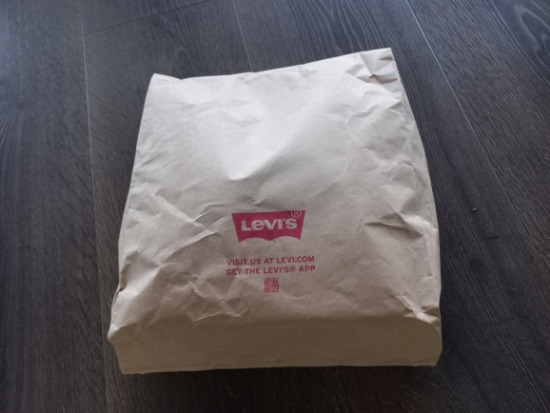 Levi's®
VISIT US AT LEVI.COM
GET THE LEVI'S® APP